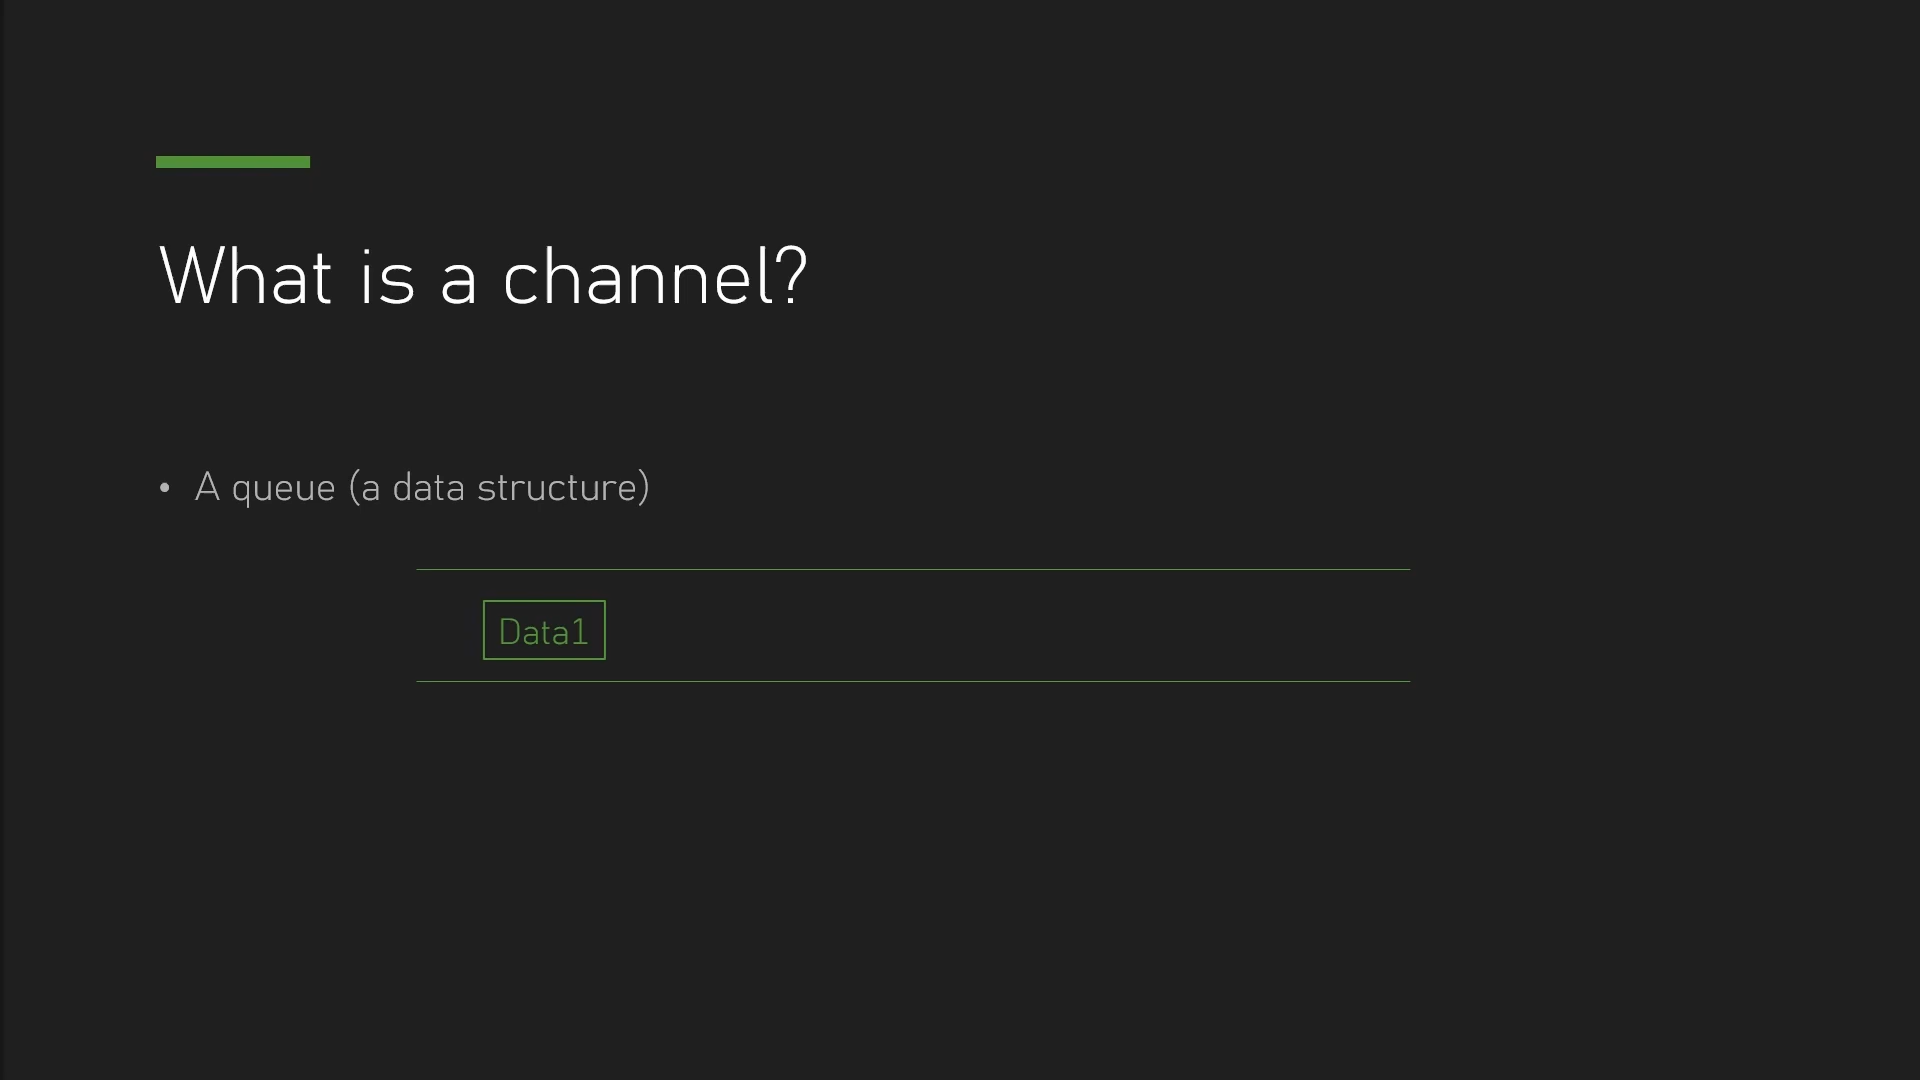 What is a channel?
• A queue (a data structure)
Data1